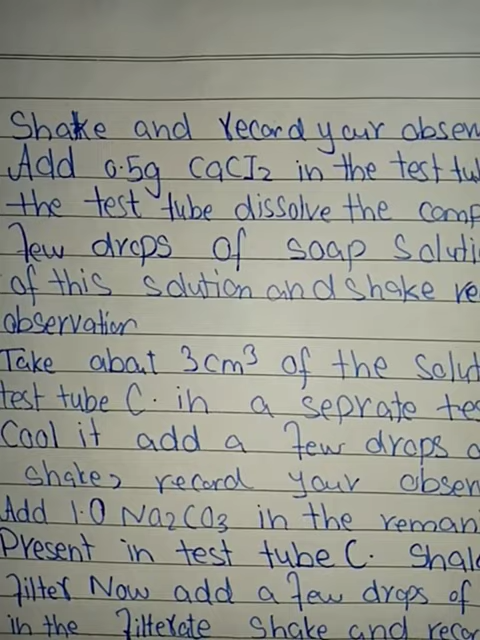 Shake and record your obser
Add 0.5g CaCl2 in the test tu
the test tube dissolve the comp
few drops of soap Soluti
of this solution and shake re
observation
Take abat 3cm³ of the Solut
test tube C. in a seprate tes
Cool it add a few drops o
shake, record your obser
Add 1.0 Na2CO3 in the reman
Present in test tube C. Shak
filter Now add a few drops of
in the filterate Shake and recor